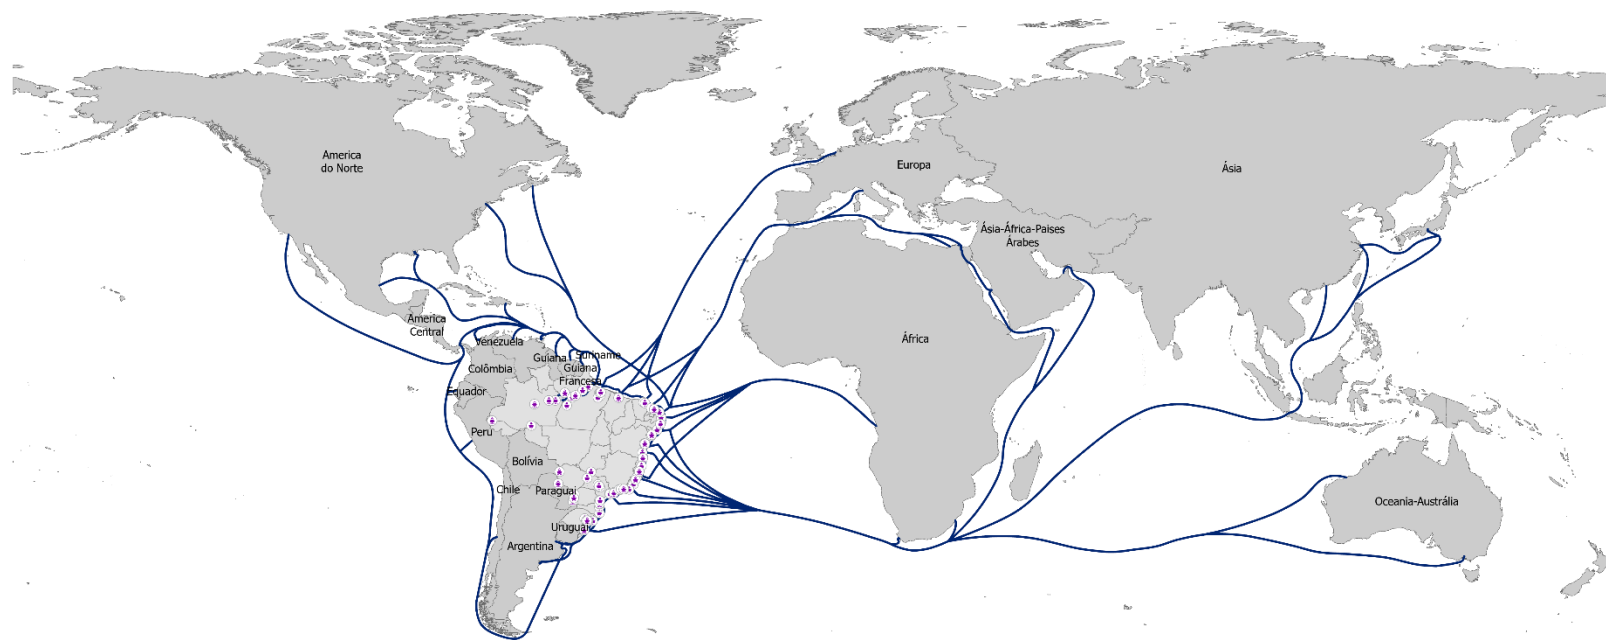 America
do Norte
Europa
Ásia
Ásia-África-Paises
Árabes
America
Central
Venezuela
Guiana
Suriname
Guiana
Francesa
Colômbia
África
Equador
Peru
Bolívia
Chile
Paraguai
Oceania-Austrália
Uruguai
Argentina